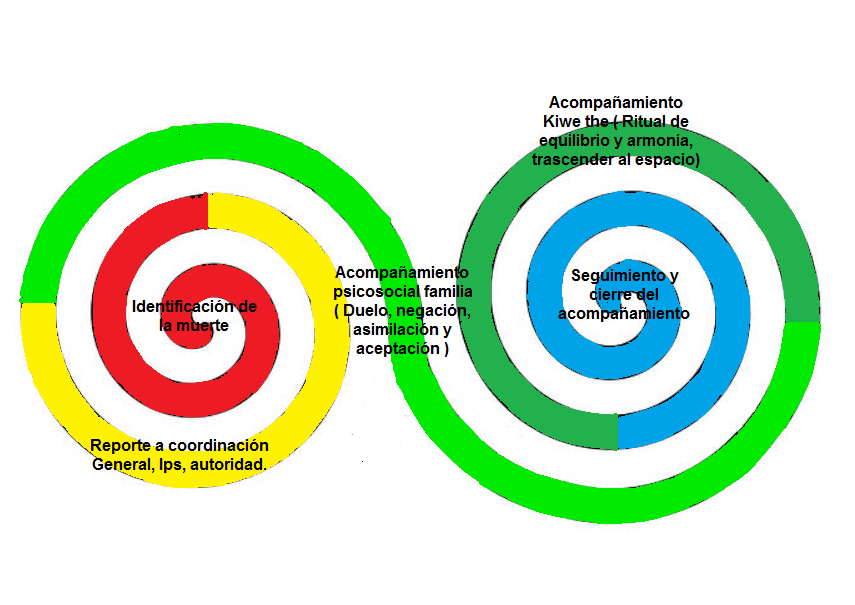 Identificación de
la muerte
Reporte a coordinación
General, Ips, autoridad.
Acompañamiento
psicosocial familia
( Duelo, negación,
asimilación y
aceptación )
Acompañamiento
Kiwe the ( Ritual de
equilibrio y armonía,
trascender al espacio)
Seguimiento y
cierre del
acompañamiento